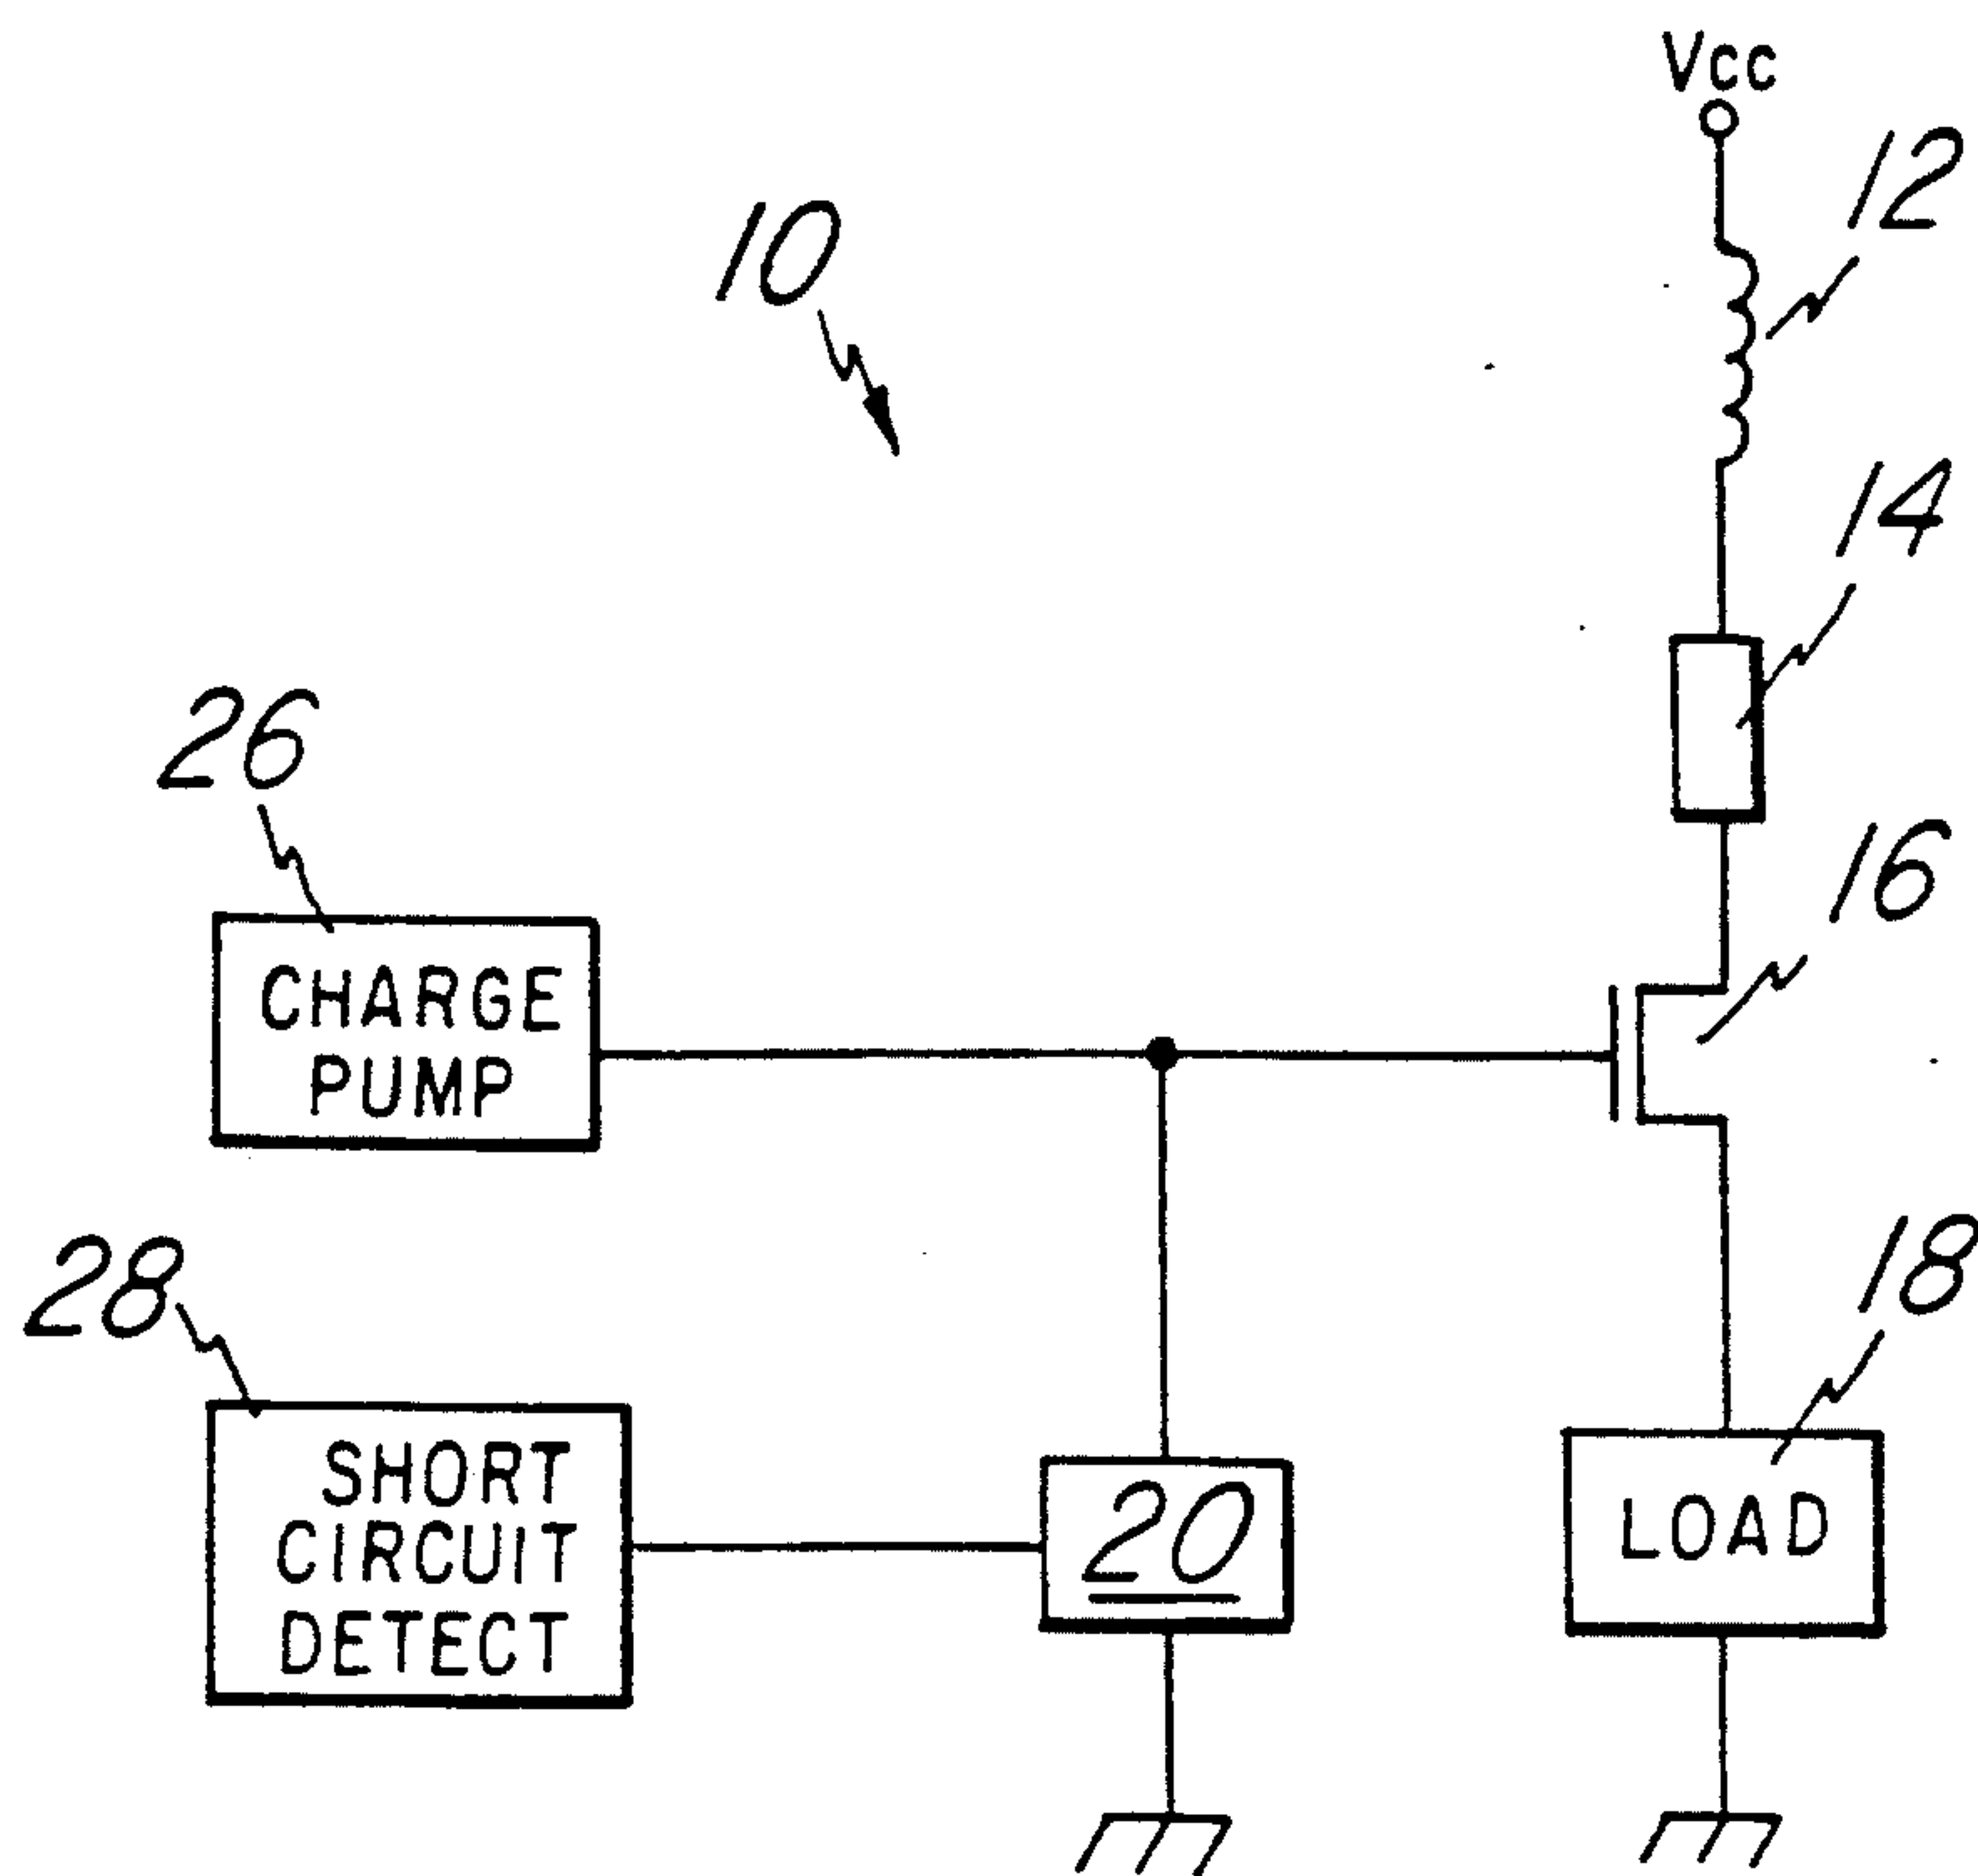 Vcc
12
10
14
26
16
CHARGE
PUMP
28
18
SHORT
CIRCUIT
DETECT
20
LOAD